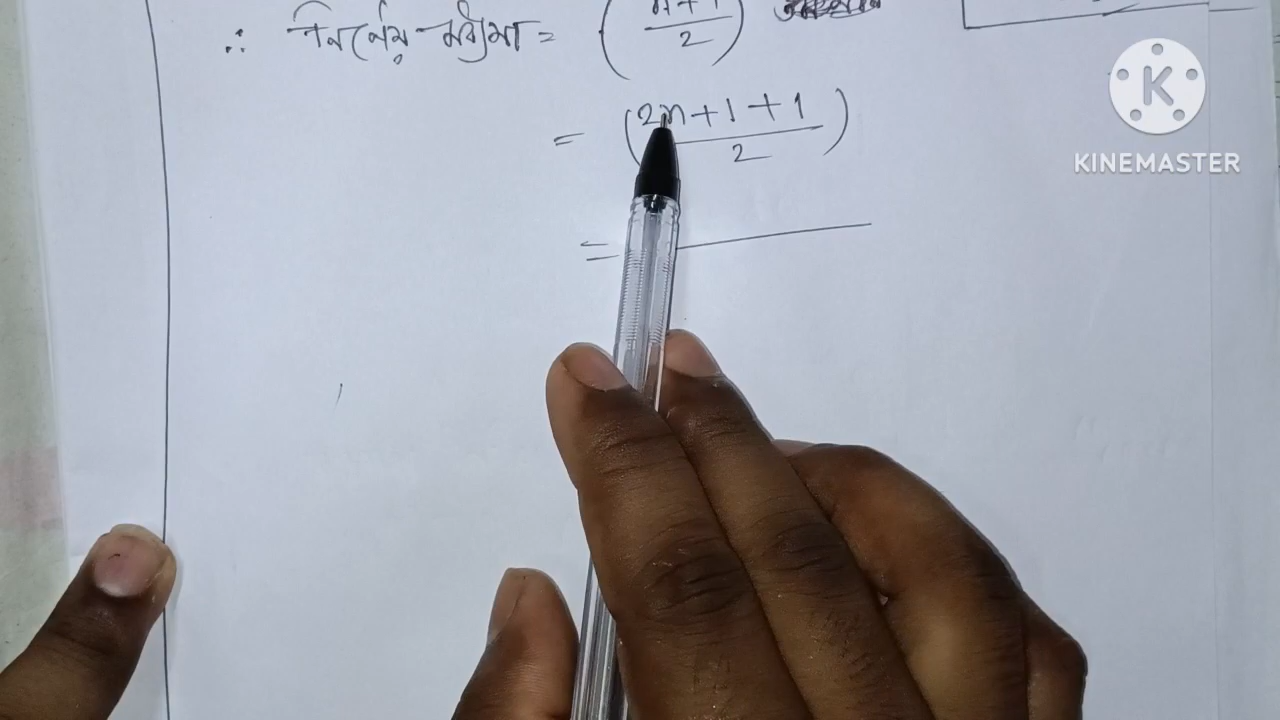 ∴ নির্ণেয় মধ্যমা = (n+1/2)
= (2n+1+1/2)
=
K
KINEMASTER